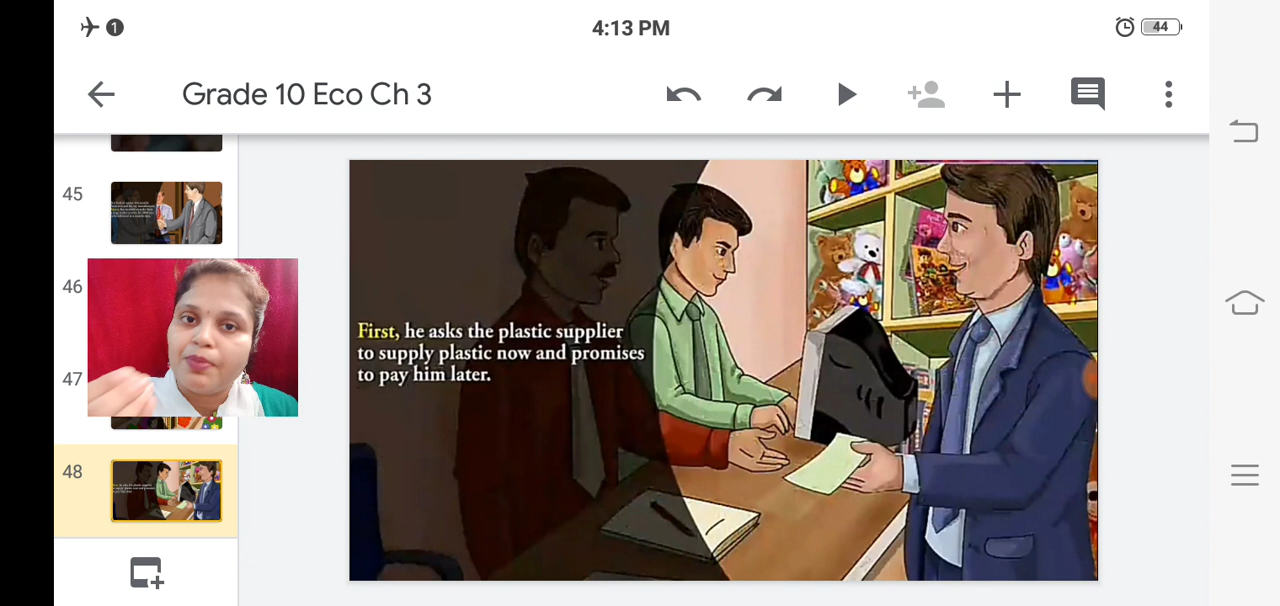 1
4:13 PM
44
Grade 10 Eco Ch 3
45
46
47
48
First, he asks the plastic supplier
to supply plastic now and promises
to pay him later.